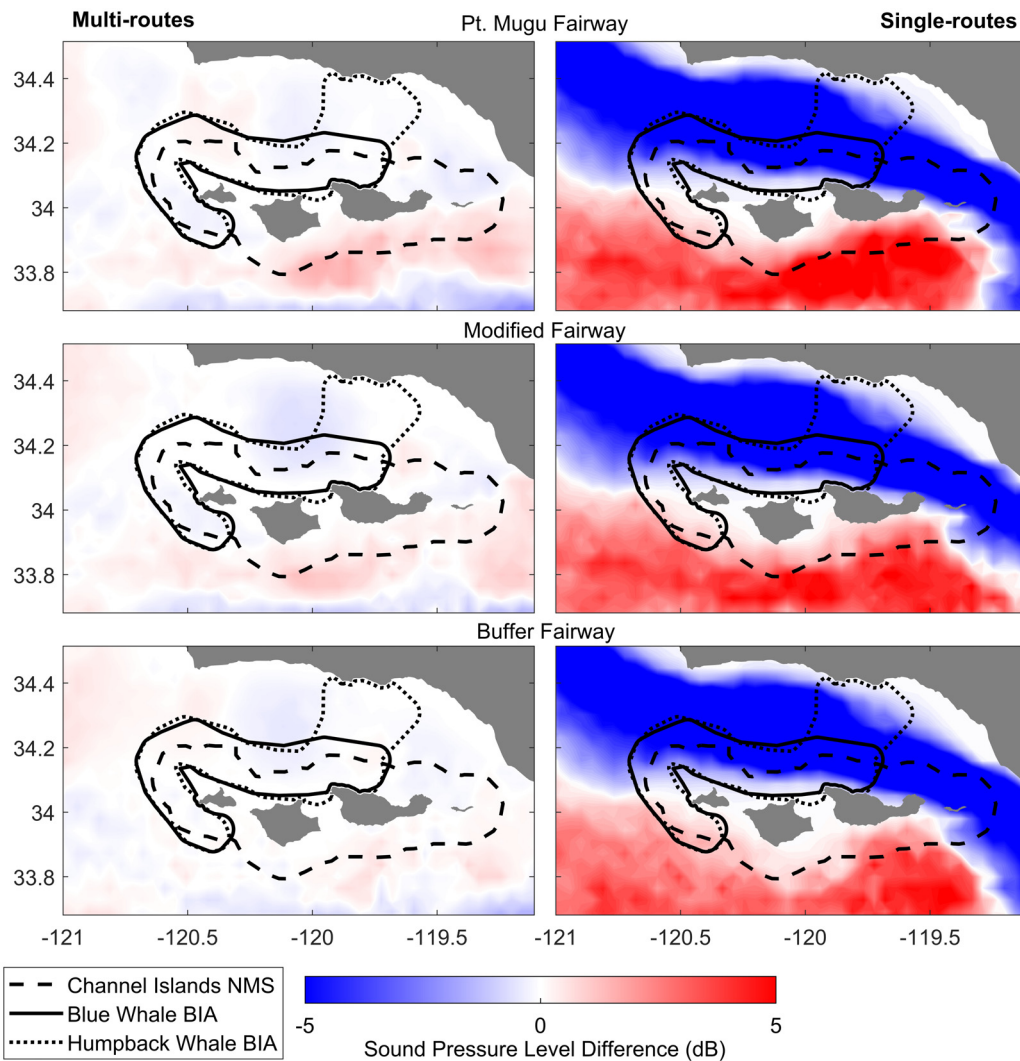 Multi-routes Pt. Mugu Fairway Single-routes
34.4
34.2
34
33.8
Modified Fairway
34.4
34.2
34
33.8
Buffer Fairway
34.4
34.2
34
33.8
-121 -120.5 -120 -119.5 -121 -120.5 -120 -119.5
Channel Islands NMS
Blue Whale BIA
Humpback Whale BIA
-5 0 5
Sound Pressure Level Difference (dB)